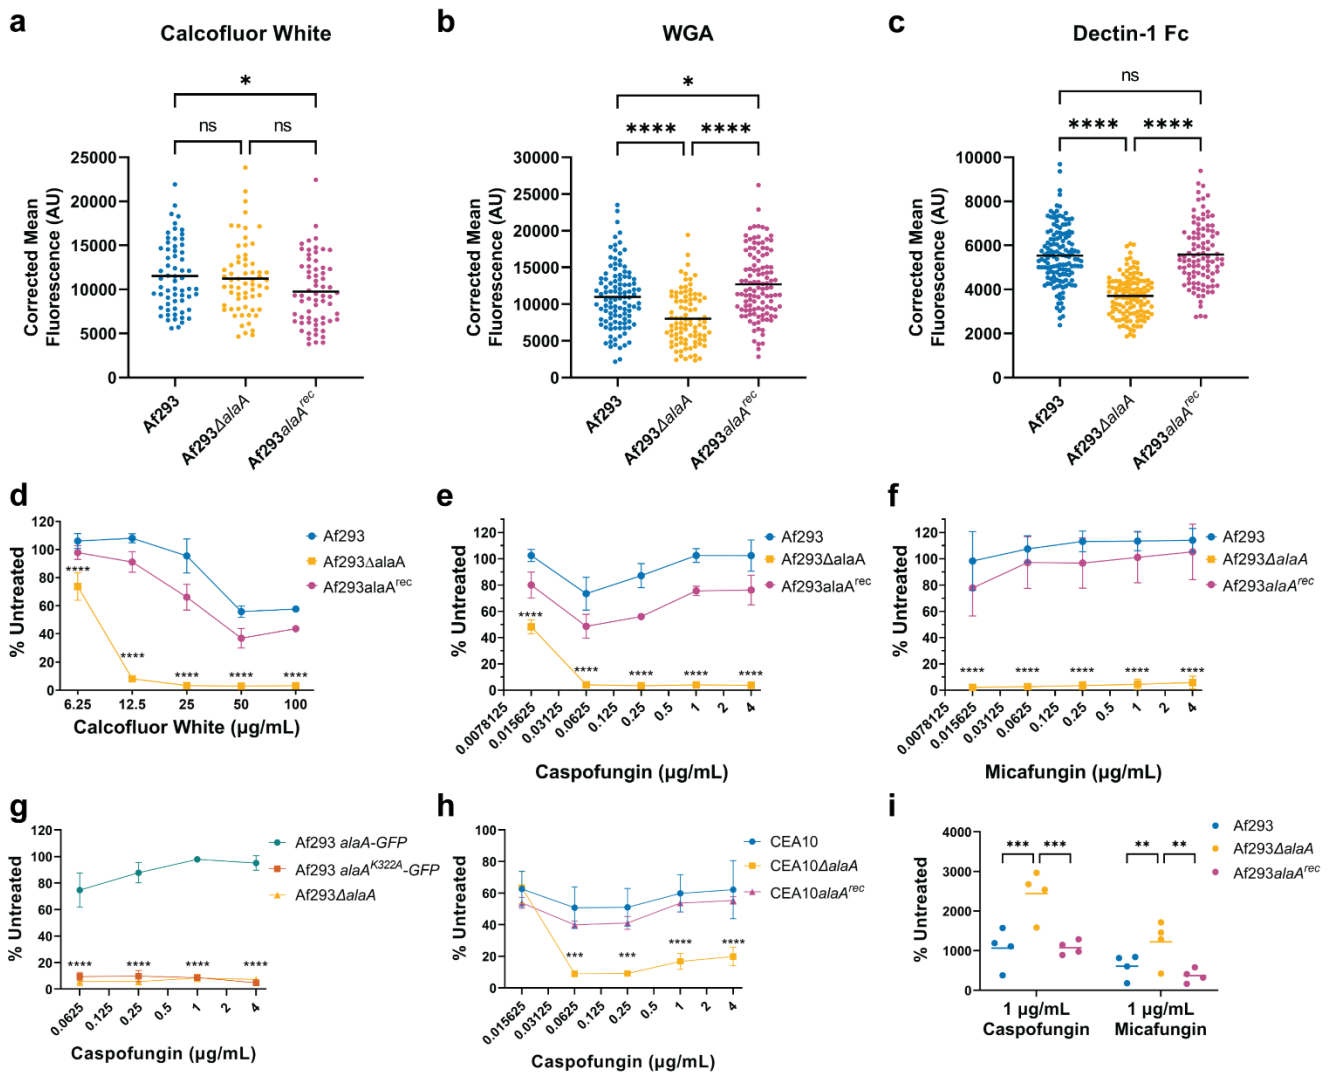 a
Calcofluor White
*
ns
ns
25000
20000
15000
10000
5000
0
Corrected Mean
Fluorescence (AU)
Af293
Af293ΔalaA
Af293alaA^rec
b
WGA
*
****
****
30000
25000
20000
15000
10000
5000
0
Corrected Mean
Fluorescence (AU)
Af293
Af293ΔalaA
Af293alaA^rec
c
Dectin-1 Fc
ns
****
****
10000
8000
6000
4000
2000
0
Corrected Mean
Fluorescence (AU)
Af293
Af293ΔalaA
Af293alaA^rec
d
120
100
80
60
40
20
0
% Untreated
****
****
****
****
****
6.25
12.5
25
50
100
Calcofluor White (µg/mL)
Af293
Af293ΔalaA
Af293alaA^rec
e
120
100
80
60
40
20
0
% Untreated
****
****
****
****
****
0.0078125
0.015625
0.03125
0.0625
0.125
0.25
0.5
1
2
4
Caspofungin (µg/mL)
Af293
Af293ΔalaA
Af293alaA^rec
f
120
100
80
60
40
20
0
% Untreated
****
****
****
****
****
0.0078125
0.015625
0.03125
0.0625
0.125
0.25
0.5
1
2
4
Micafungin (µg/mL)
Af293
Af293ΔalaA
Af293alaA^rec
g
120
100
80
60
40
20
0
% Untreated
****
****
****
****
0.0625
0.125
0.25
0.5
1
2
4
Caspofungin (µg/mL)
Af293 alaA-GFP
Af293 alaA^K322A-GFP
Af293ΔalaA
h
100
80
60
40
20
0
% Untreated
***
***
****
****
0.015625
0.03125
0.0625
0.125
0.25
0.5
1
2
4
Caspofungin (µg/mL)
CEA10
CEA10ΔalaA
CEA10alaA^rec
i
4000
3000
2000
1000
0
% Untreated
***
***
**
**
1 µg/mL
Caspofungin
1 µg/mL
Micafungin
Af293
Af293ΔalaA
Af293alaA^rec